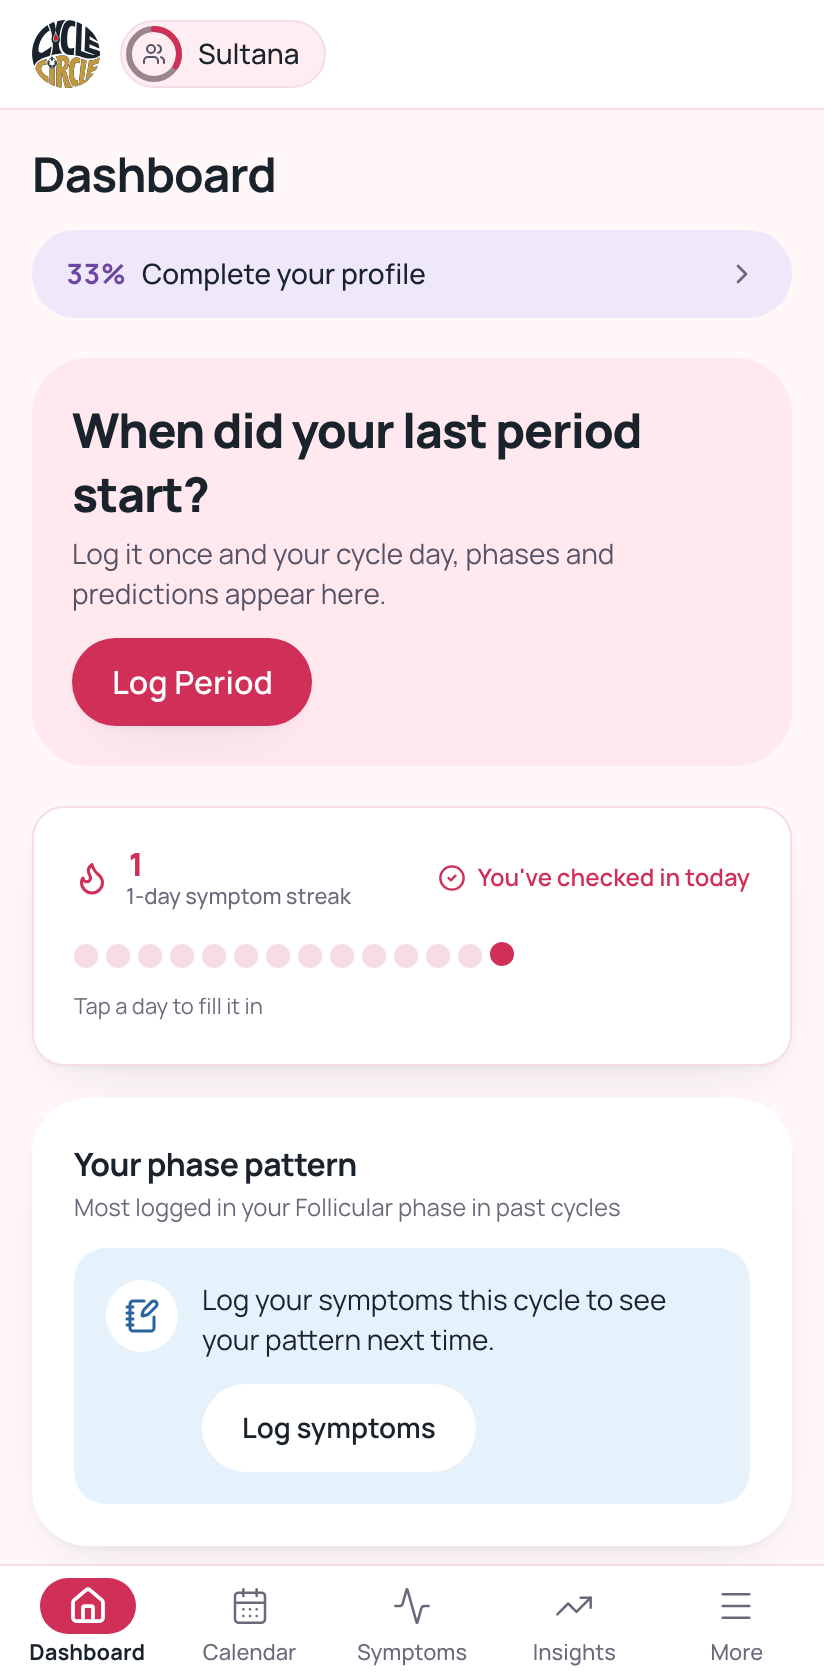 CYCLE
CIRCLE
Sultana
Dashboard
33% Complete your profile
When did your last period
start?
Log it once and your cycle day, phases and
predictions appear here.
Log Period
1
1-day symptom streak
You've checked in today
Tap a day to fill it in
Your phase pattern
Most logged in your Follicular phase in past cycles
Log your symptoms this cycle to see
your pattern next time.
Log symptoms
Dashboard
Calendar
Symptoms
Insights
More